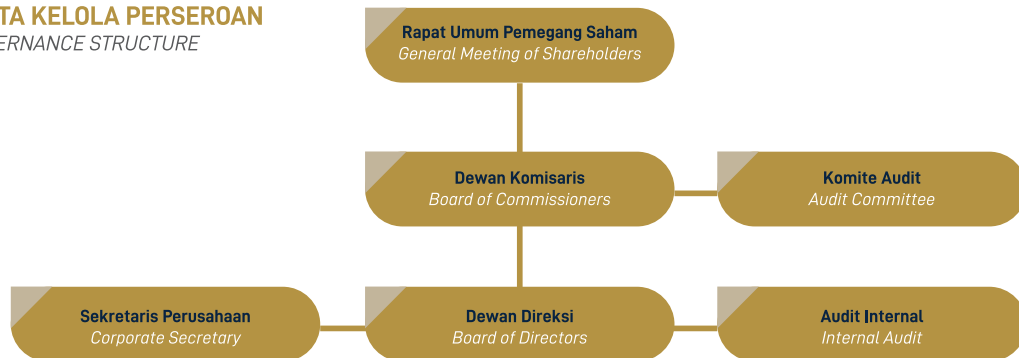 TA KELOLA PERSEROAN
ERNANCE STRUCTURE
Rapat Umum Pemegang Saham
General Meeting of Shareholders
Dewan Komisaris
Board of Commissioners
Komite Audit
Audit Committee
Sekretaris Perusahaan
Corporate Secretary
Dewan Direksi
Board of Directors
Audit Internal
Internal Audit